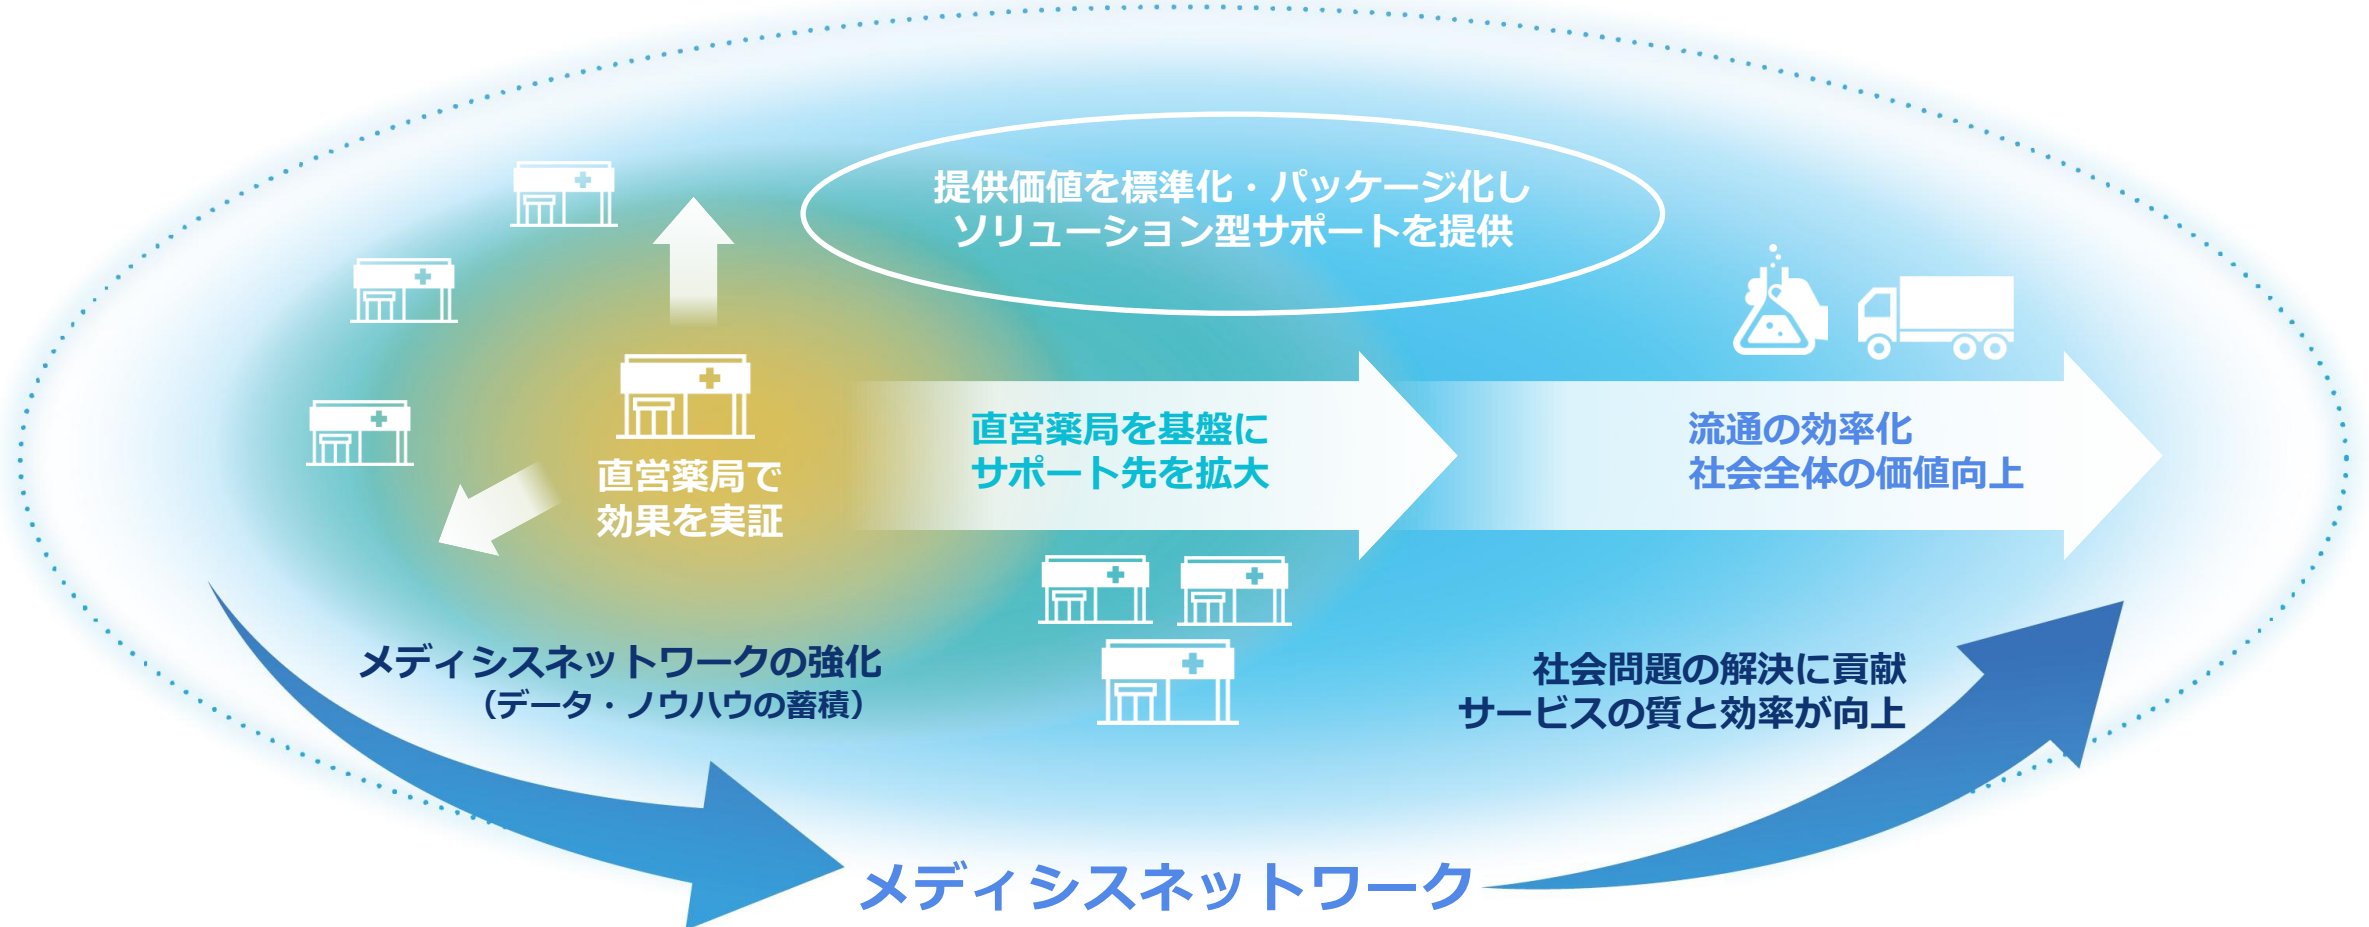 提供価値を標準化・パッケージ化し
ソリューション型サポートを提供
直営薬局で
効果を実証
直営薬局を基盤に
サポート先を拡大
流通の効率化
社会全体の価値向上
メディシスネットワークの強化
（データ・ノウハウの蓄積）
社会問題の解決に貢献
サービスの質と効率が向上
メディシスネットワーク